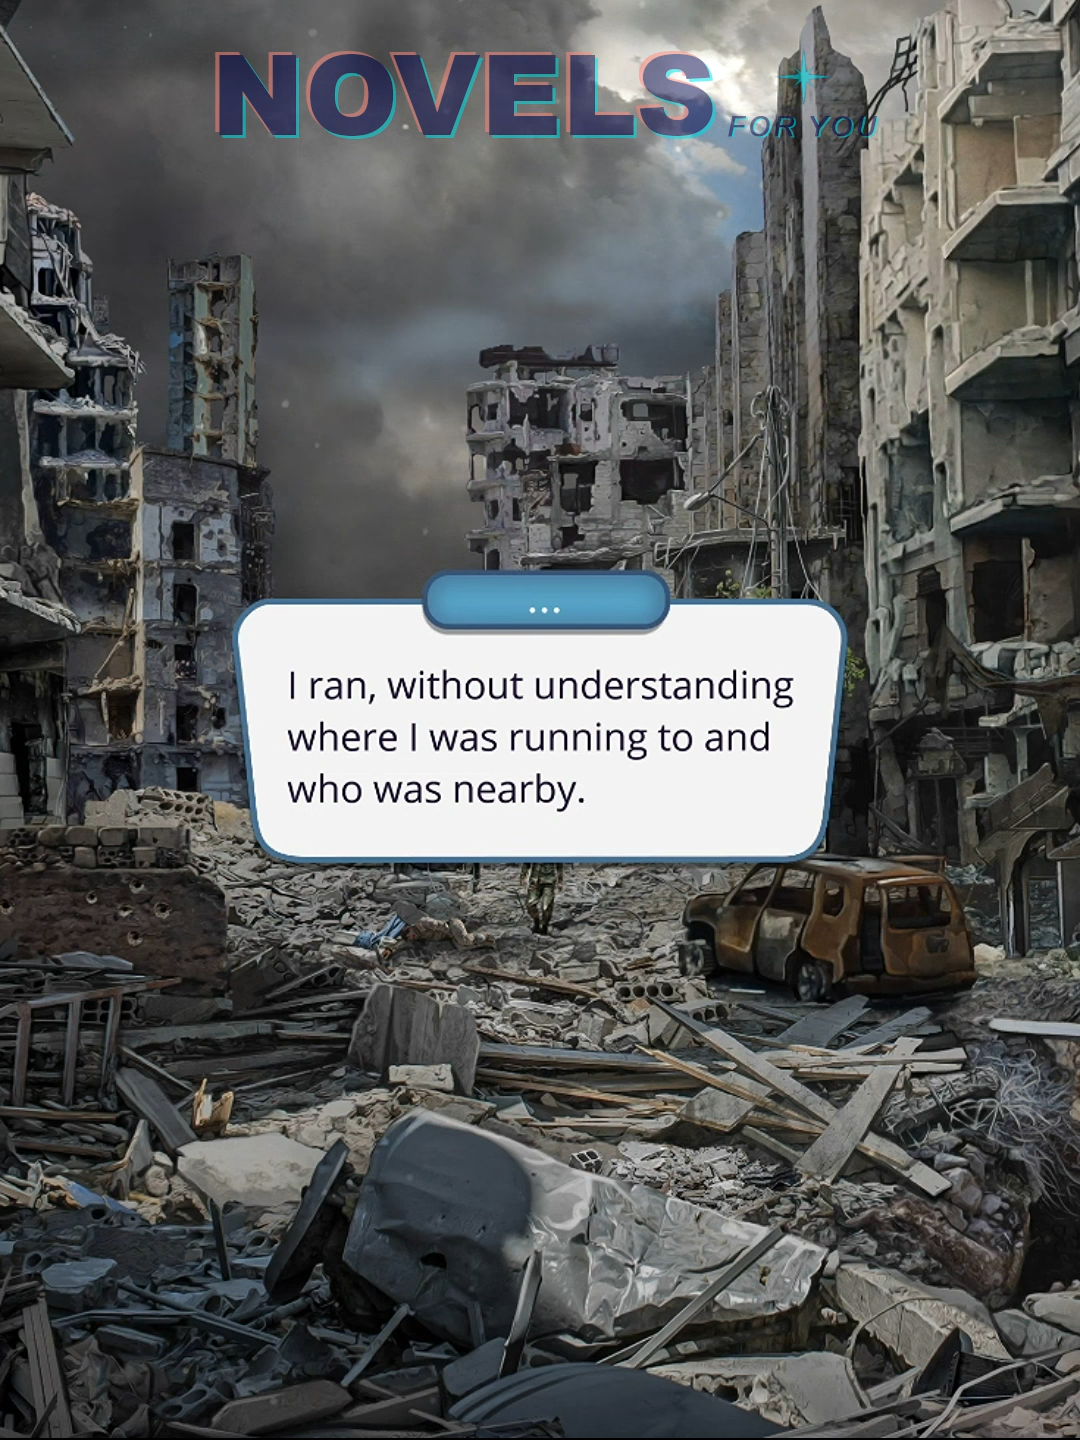 NOVELS
FOR YOU
...
I ran, without understanding
where I was running to and
who was nearby.